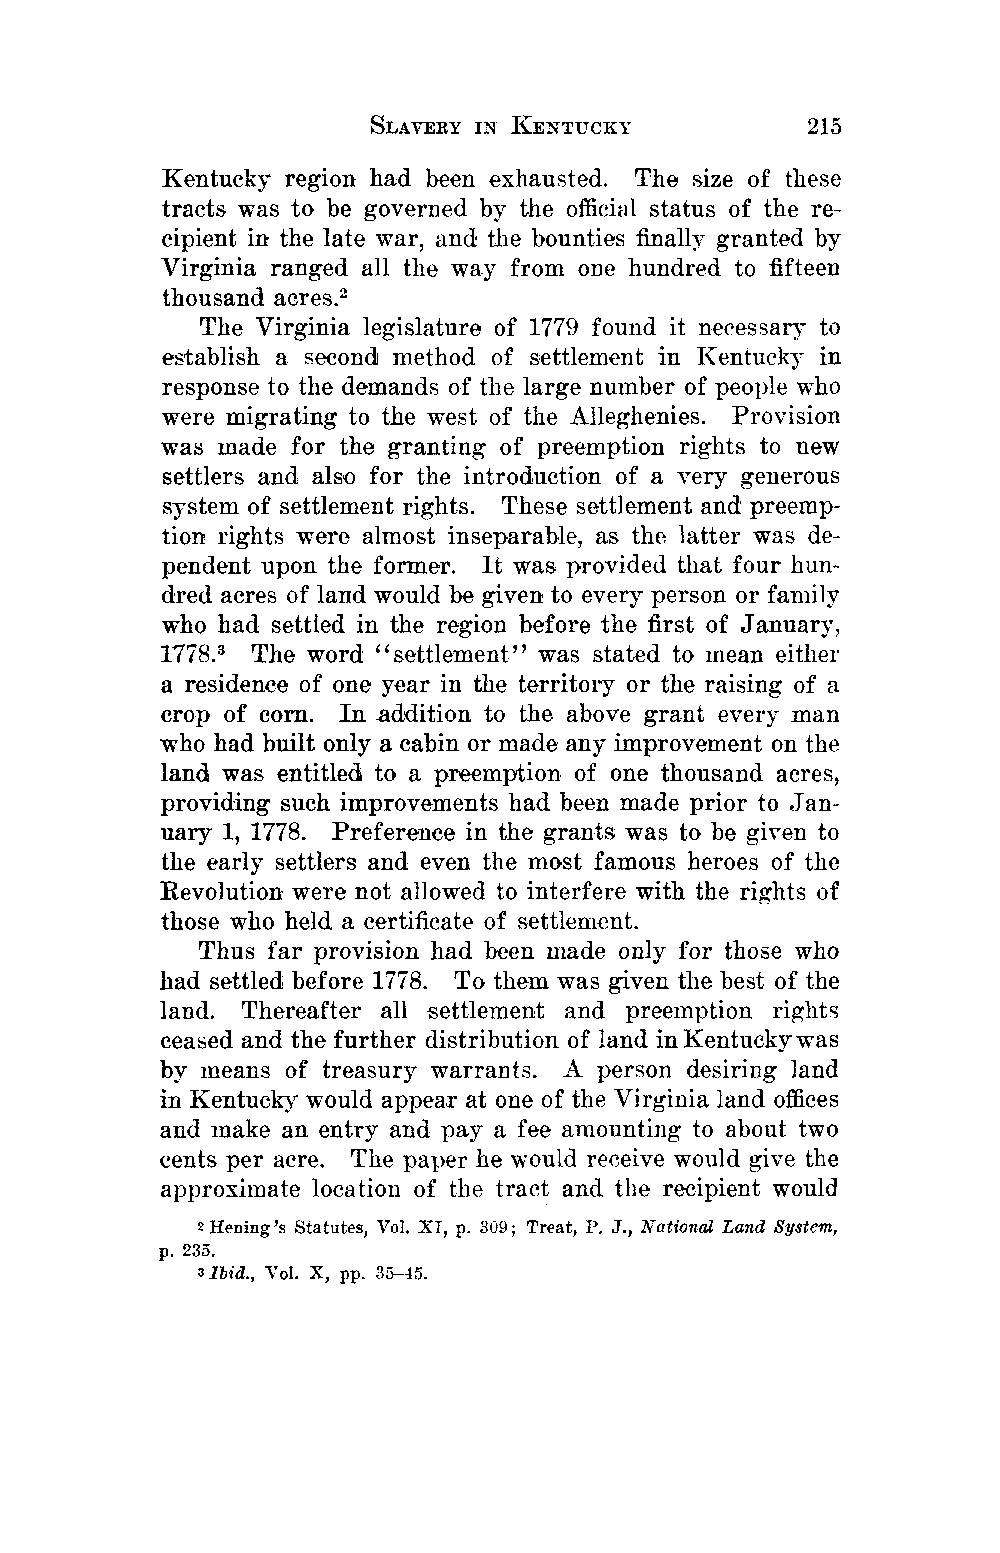 SLAVERY IN KENTUCKY 215
Kentucky region had been exhausted. The size of these
tracts was to be governed by the official status of the re-
cipient in the late war, and the bounties finally granted by
Virginia ranged all the way from one hundred to fifteen
thousand acres.²
The Virginia legislature of 1779 found it necessary to
establish a second method of settlement in Kentucky in
response to the demands of the large number of people who
were migrating to the west of the Alleghenies. Provision
was made for the granting of preemption rights to new
settlers and also for the introduction of a very generous
system of settlement rights. These settlement and preemp-
tion rights were almost inseparable, as the latter was de-
pendent upon the former. It was provided that four hun-
dred acres of land would be given to every person or family
who had settled in the region before the first of January,
1778.³ The word “settlement” was stated to mean either
a residence of one year in the territory or the raising of a
crop of corn. In addition to the above grant every man
who had built only a cabin or made any improvement on the
land was entitled to a preemption of one thousand acres,
providing such improvements had been made prior to Jan-
uary 1, 1778. Preference in the grants was to be given to
the early settlers and even the most famous heroes of the
Revolution were not allowed to interfere with the rights of
those who held a certificate of settlement.
Thus far provision had been made only for those who
had settled before 1778. To them was given the best of the
land. Thereafter all settlement and preemption rights
ceased and the further distribution of land in Kentucky was
by means of treasury warrants. A person desiring land
in Kentucky would appear at one of the Virginia land offices
and make an entry and pay a fee amounting to about two
cents per acre. The paper he would receive would give the
approximate location of the tract and the recipient would
² Hening's Statutes, Vol. XI, p. 309; Treat, P. J., National Land System,
p. 235.
³ Ibid., Vol. X, pp. 35–45.